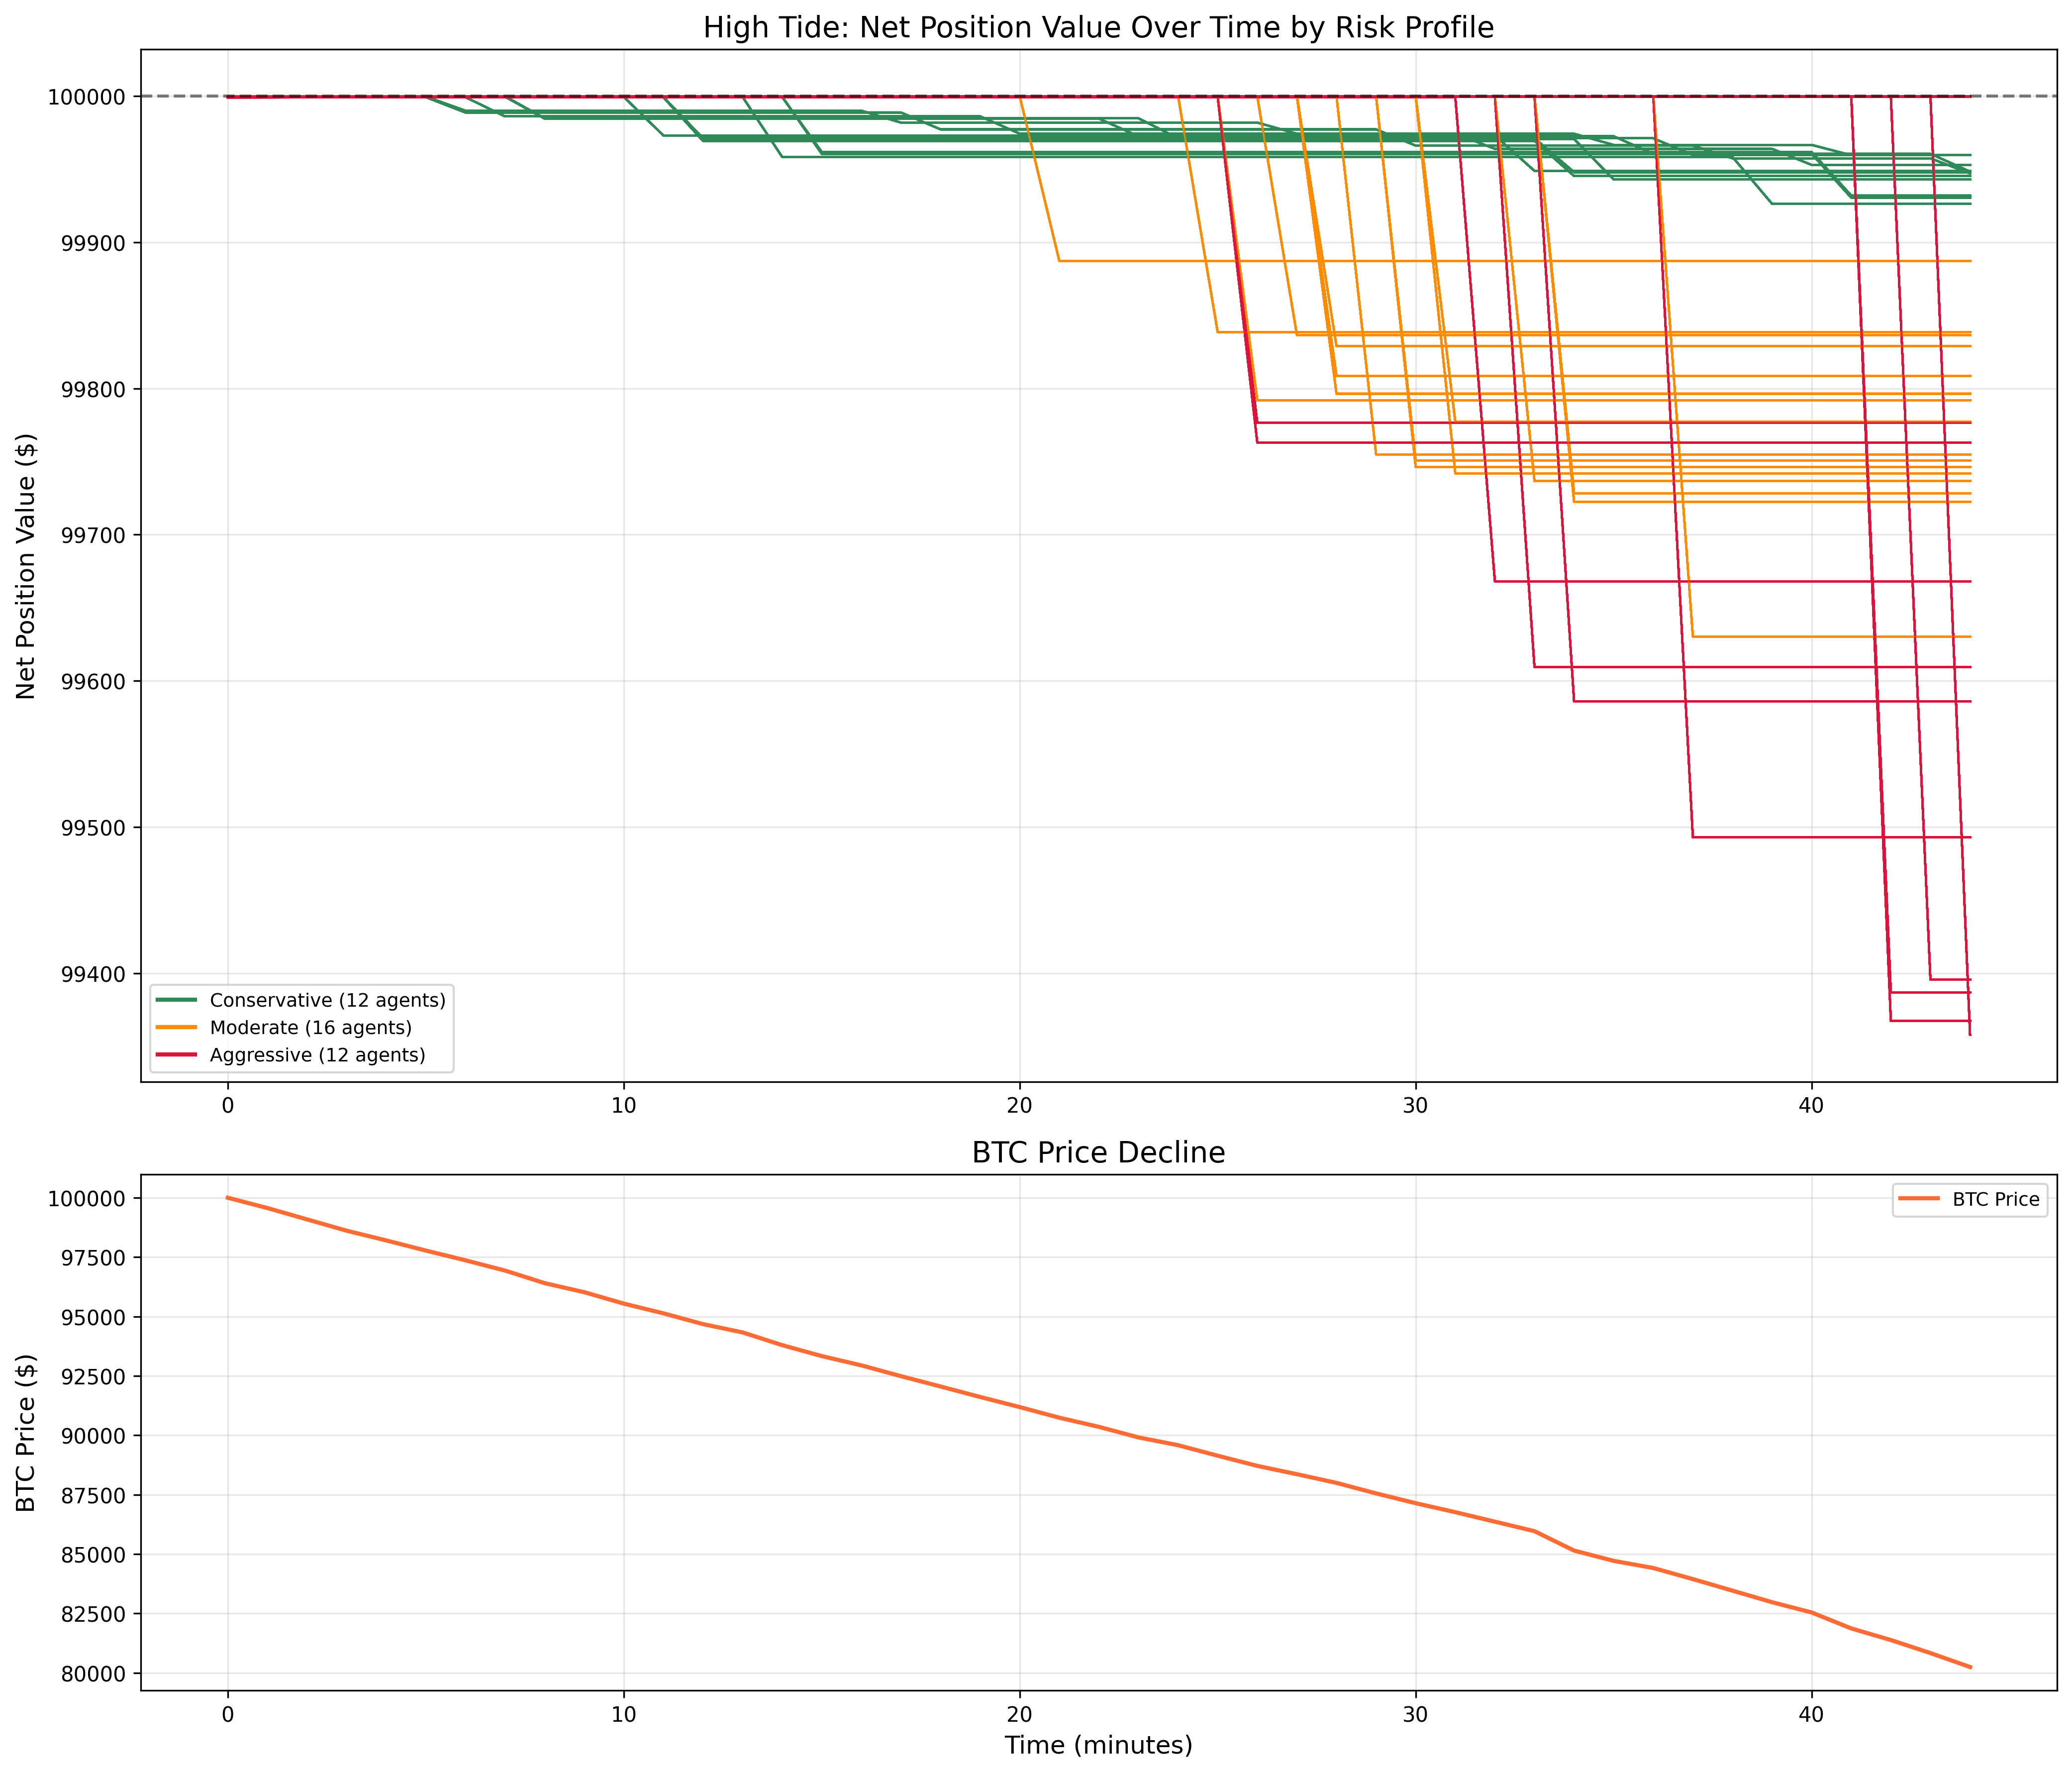 High Tide: Net Position Value Over Time by Risk Profile
Net Position Value ($)
100000
99900
99800
99700
99600
99500
99400
Conservative (12 agents)
Moderate (16 agents)
Aggressive (12 agents)
0 10 20 30 40
BTC Price Decline
BTC Price ($)
100000
97500
95000
92500
90000
87500
85000
82500
80000
BTC Price
0 10 20 30 40
Time (minutes)